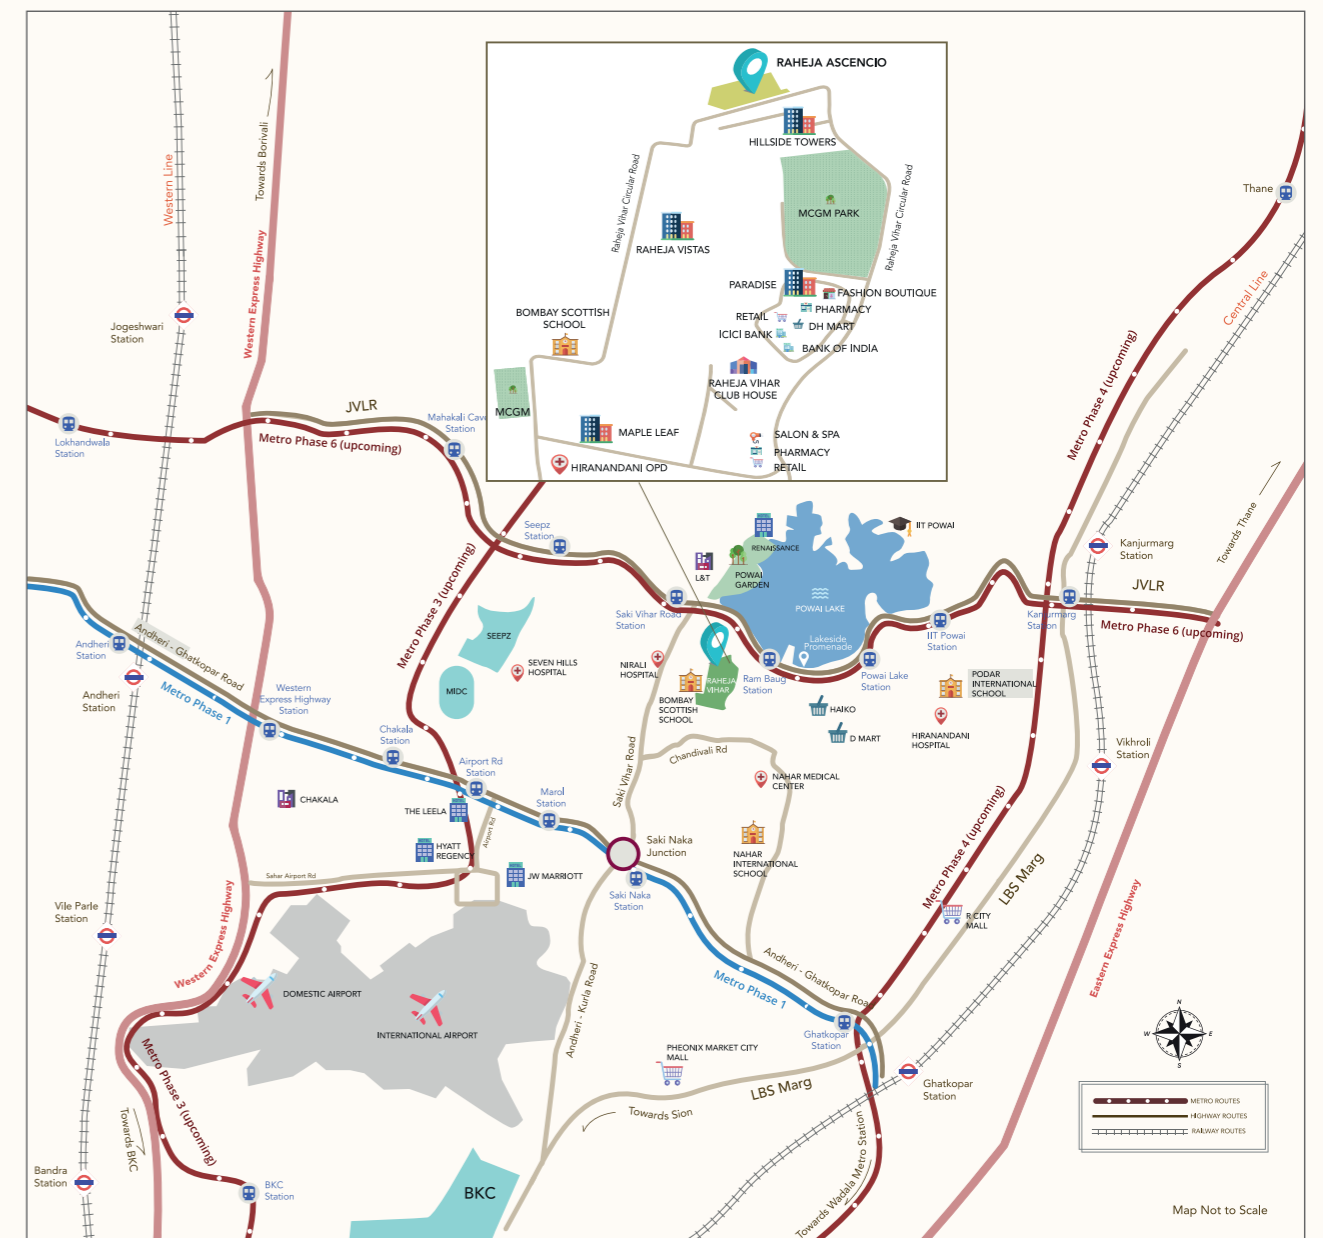 RAHEJA ASCENCIO
HILLSIDE TOWERS
Raheja Vihar Circular Road
MCGM PARK
Raheja Vihar Circular Road
RAHEJA VISTAS
PARADISE
FASHION BOUTIQUE
PHARMACY
RETAIL
DH MART
ICICI BANK
BANK OF INDIA
BOMBAY SCOTTISH
SCHOOL
RAHEJA VIHAR
CLUB HOUSE
MCGM
MAPLE LEAF
SALON & SPA
PHARMACY
RETAIL
HIRANANDANI OPD
Western Line
Towards Borivali
Western Express Highway
Jogeshwari
Station
Thane
Central Line
Metro Phase 4 (upcoming)
JVLR
Mahakali Cave
Station
Lokhandwala
Station
Metro Phase 6 (upcoming)
Seepz
Station
Metro Phase 3 (upcoming)
IIT POWAI
RENAISSANCE
L&T
POWAI
GARDEN
POWAI LAKE
Kanjurmarg
Station
Towards Thane
JVLR
Saki Vihar Road
Station
Kanjurmarg
Station
Metro Phase 6 (upcoming)
SEEPZ
Lakeside
Promenade
IIT Powai
Station
Andheri
Station
Andheri - Ghatkopar Road
SEVEN HILLS
HOSPITAL
NIRALI
HOSPITAL
RAHEJA
VIHAR
Ram Baug
Station
Powai Lake
Station
PODAR
INTERNATIONAL
SCHOOL
Andheri
Station
Metro Phase 1
Western
Express Highway
Station
MIDC
BOMBAY
SCOTTISH
SCHOOL
HAIKO
D MART
HIRANANDANI
HOSPITAL
Chakala
Station
Vikhroli
Station
Airport Rd
Station
Saki Vihar Road
Chandivali Rd
NAHAR MEDICAL
CENTER
CHAKALA
THE LEELA
Marol
Station
Airport Rd
HYATT
REGENCY
Saki Naka
Junction
NAHAR
INTERNATIONAL
SCHOOL
Metro Phase 4 (upcoming)
LBS Marg
Sahar Airport Rd
JW MARRIOTT
Saki Naka
Station
Vile Parle
Station
Western Express Highway
R CITY
MALL
Eastern Express Highway
Andheri - Ghatkopar Road
Metro Phase 1
DOMESTIC AIRPORT
INTERNATIONAL AIRPORT
Andheri - Kurla Road
Ghatkopar
Station
N
W
E
S
Metro Phase 3 (upcoming)
PHEONIX MARKET CITY
MALL
LBS Marg
Ghatkopar
Station
Towards Sion
METRO ROUTES
HIGHWAY ROUTES
RAILWAY ROUTES
Towards BKC
Towards Wadala Metro Station
Bandra
Station
BKC
Station
BKC
Map Not to Scale